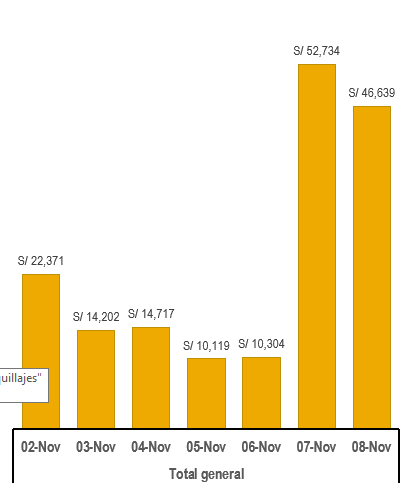 S/ 52,734
S/ 46,639
S/ 22,371
S/ 14,202
S/ 14,717
S/ 10,119
S/ 10,304
quillajes"
02-Nov 03-Nov 04-Nov 05-Nov 06-Nov 07-Nov 08-Nov
Total general